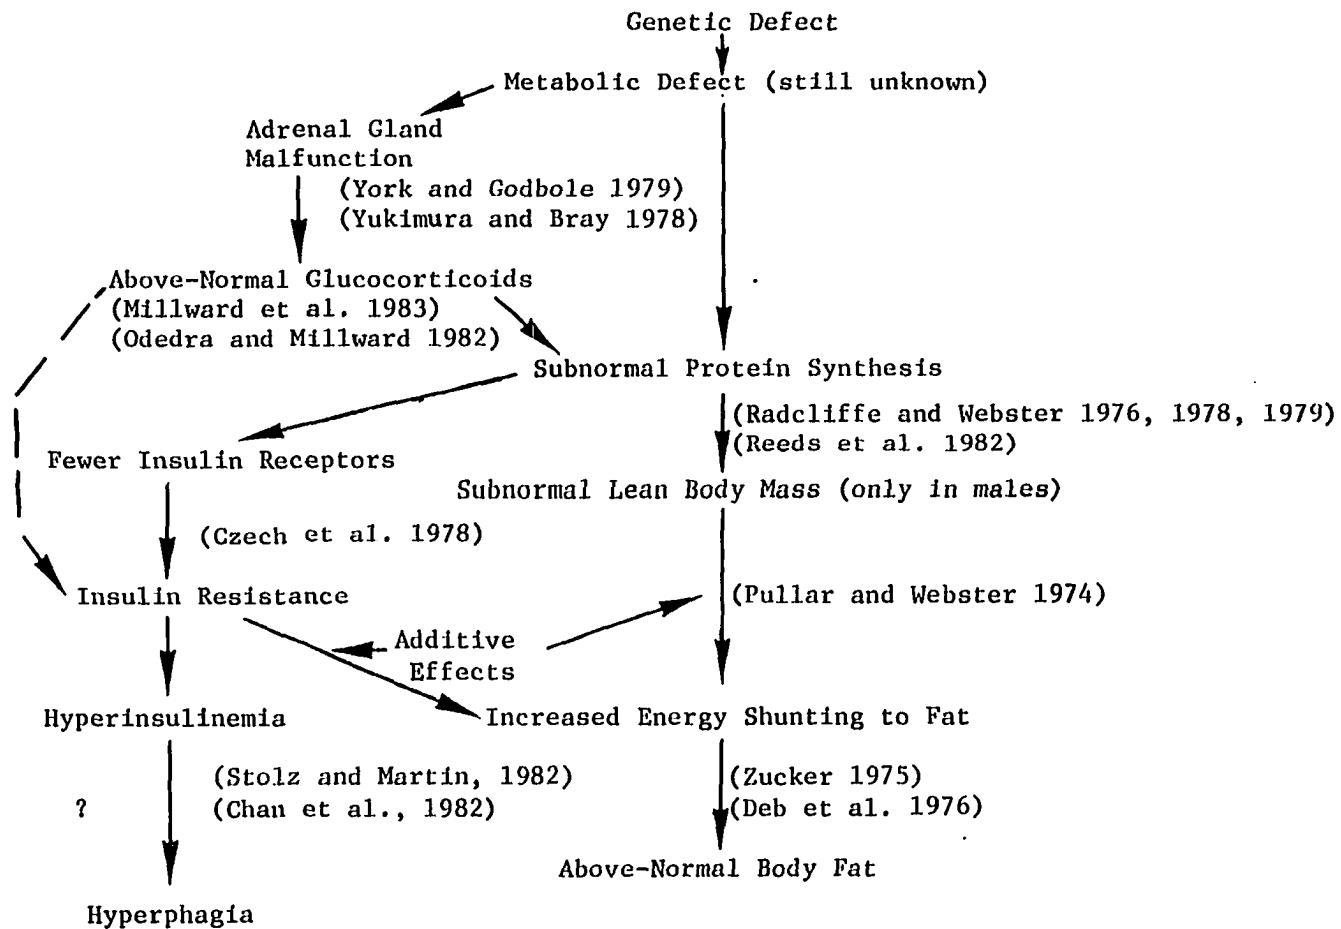 Genetic Defect
Metabolic Defect (still unknown)
Adrenal Gland
Malfunction
(York and Godbole 1979)
(Yukimura and Bray 1978)
Above-Normal Glucocorticoids
(Millward et al. 1983)
(Odedra and Millward 1982)
Subnormal Protein Synthesis
(Radcliffe and Webster 1976, 1978, 1979)
(Reeds et al. 1982)
Fewer Insulin Receptors
Subnormal Lean Body Mass (only in males)
(Czech et al. 1978)
Insulin Resistance
(Pullar and Webster 1974)
Additive
Effects
Hyperinsulinemia
Increased Energy Shunting to Fat
(Stolz and Martin, 1982)
(Zucker 1975)
?
(Chan et al., 1982)
(Deb et al. 1976)
Above-Normal Body Fat
Hyperphagia